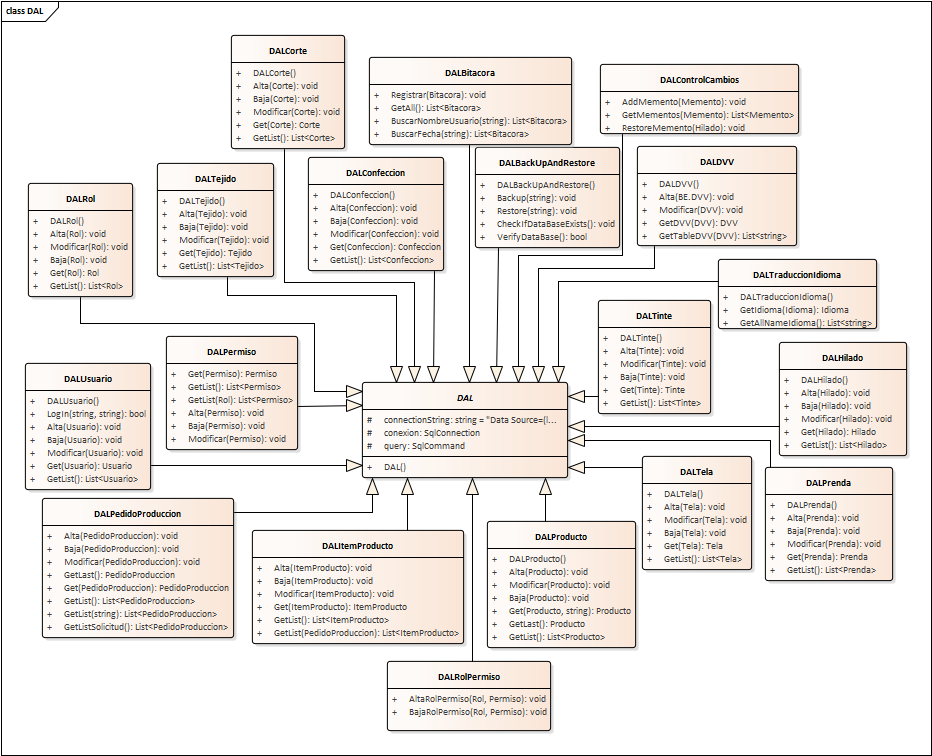 class DAL
DALCorte
+ DALCorte()
+ Alta(Corte): void
+ Baja(Corte): void
+ Modificar(Corte): void
+ Get(Corte): Corte
+ GetList(): List<Corte>
DALBitacora
+ Registrar(Bitacora): void
+ GetAll(): List<Bitacora>
+ BuscarNombreUsuario(string): List<Bitacora>
+ BuscarFecha(string): List<Bitacora>
DALControlCambios
+ AddMemento(Memento): void
+ GetMementos(Memento): List<Memento>
+ RestoreMemento(Hilado): void
DALRol
+ DALRol()
+ Alta(Rol): void
+ Modificar(Rol): void
+ Baja(Rol): void
+ Get(Rol): Rol
+ GetList(): List<Rol>
DALTejido
+ DALTejido()
+ Alta(Tejido): void
+ Baja(Tejido): void
+ Modificar(Tejido): void
+ Get(Tejido): Tejido
+ GetList(): List<Tejido>
DALConfeccion
+ DALConfeccion()
+ Alta(Confeccion): void
+ Baja(Confeccion): void
+ Modificar(Confeccion): void
+ Get(Confeccion): Confeccion
+ GetList(): List<Confeccion>
DALBackUpAndRestore
+ DALBackUpAndRestore()
+ Backup(string): void
+ Restore(string): void
+ CheckIfDataBaseExists(): void
+ VerifyDataBase(): bool
DALDVV
+ DALDVV()
+ Alta(BE.DVV): void
+ Modificar(DVV): void
+ GetDVV(DVV): DVV
+ GetTableDVV(DVV): List<string>
DALTraduccionIdioma
+ DALTraduccionIdioma()
+ GetIdioma(Idioma): Idioma
+ GetAllNameIdioma(): List<string>
DALTinte
+ DALTinte()
+ Alta(Tinte): void
+ Modificar(Tinte): void
+ Baja(Tinte): void
+ Get(Tinte): Tinte
+ GetList(): List<Tinte>
DALUsuario
+ DALUsuario()
+ LogIn(string, string): bool
+ Alta(Usuario): void
+ Baja(Usuario): void
+ Modificar(Usuario): void
+ Get(Usuario): Usuario
+ GetList(): List<Usuario>
DALPermiso
+ Get(Permiso): Permiso
+ GetList(): List<Permiso>
+ GetList(Rol): List<Permiso>
+ Alta(Permiso): void
+ Baja(Permiso): void
+ Modificar(Permiso): void
DAL
# connectionString: string = "Data Source=(l...
# conexion: SqlConnection
# query: SqlCommand
+ DAL()
DALHilado
+ DALHilado()
+ Alta(Hilado): void
+ Baja(Hilado): void
+ Modificar(Hilado): void
+ Get(Hilado): Hilado
+ GetList(): List<Hilado>
DALTela
+ DALTela()
+ Alta(Tela): void
+ Modificar(Tela): void
+ Baja(Tela): void
+ Get(Tela): Tela
+ GetList(): List<Tela>
DALPrenda
+ DALPrenda()
+ Alta(Prenda): void
+ Baja(Prenda): void
+ Modificar(Prenda): void
+ Get(Prenda): Prenda
+ GetList(): List<Prenda>
DALPedidoProduccion
+ Alta(PedidoProduccion): void
+ Baja(PedidoProduccion): void
+ Modificar(PedidoProduccion): void
+ GetLast(): PedidoProduccion
+ Get(PedidoProduccion): PedidoProduccion
+ GetList(): List<PedidoProduccion>
+ GetList(string): List<PedidoProduccion>
+ GetListSolicitud(): List<PedidoProduccion>
DALItemProducto
+ Alta(ItemProducto): void
+ Baja(ItemProducto): void
+ Modificar(ItemProducto): void
+ Get(ItemProducto): ItemProducto
+ GetList(): List<ItemProducto>
+ GetList(PedidoProduccion): List<ItemProducto>
DALProducto
+ DALProducto()
+ Alta(Producto): void
+ Modificar(Producto): void
+ Baja(Producto): void
+ Get(Producto, string): Producto
+ GetLast(): Producto
+ GetList(): List<Producto>
DALRolPermiso
+ AltaRolPermiso(Rol, Permiso): void
+ BajaRolPermiso(Rol, Permiso): void